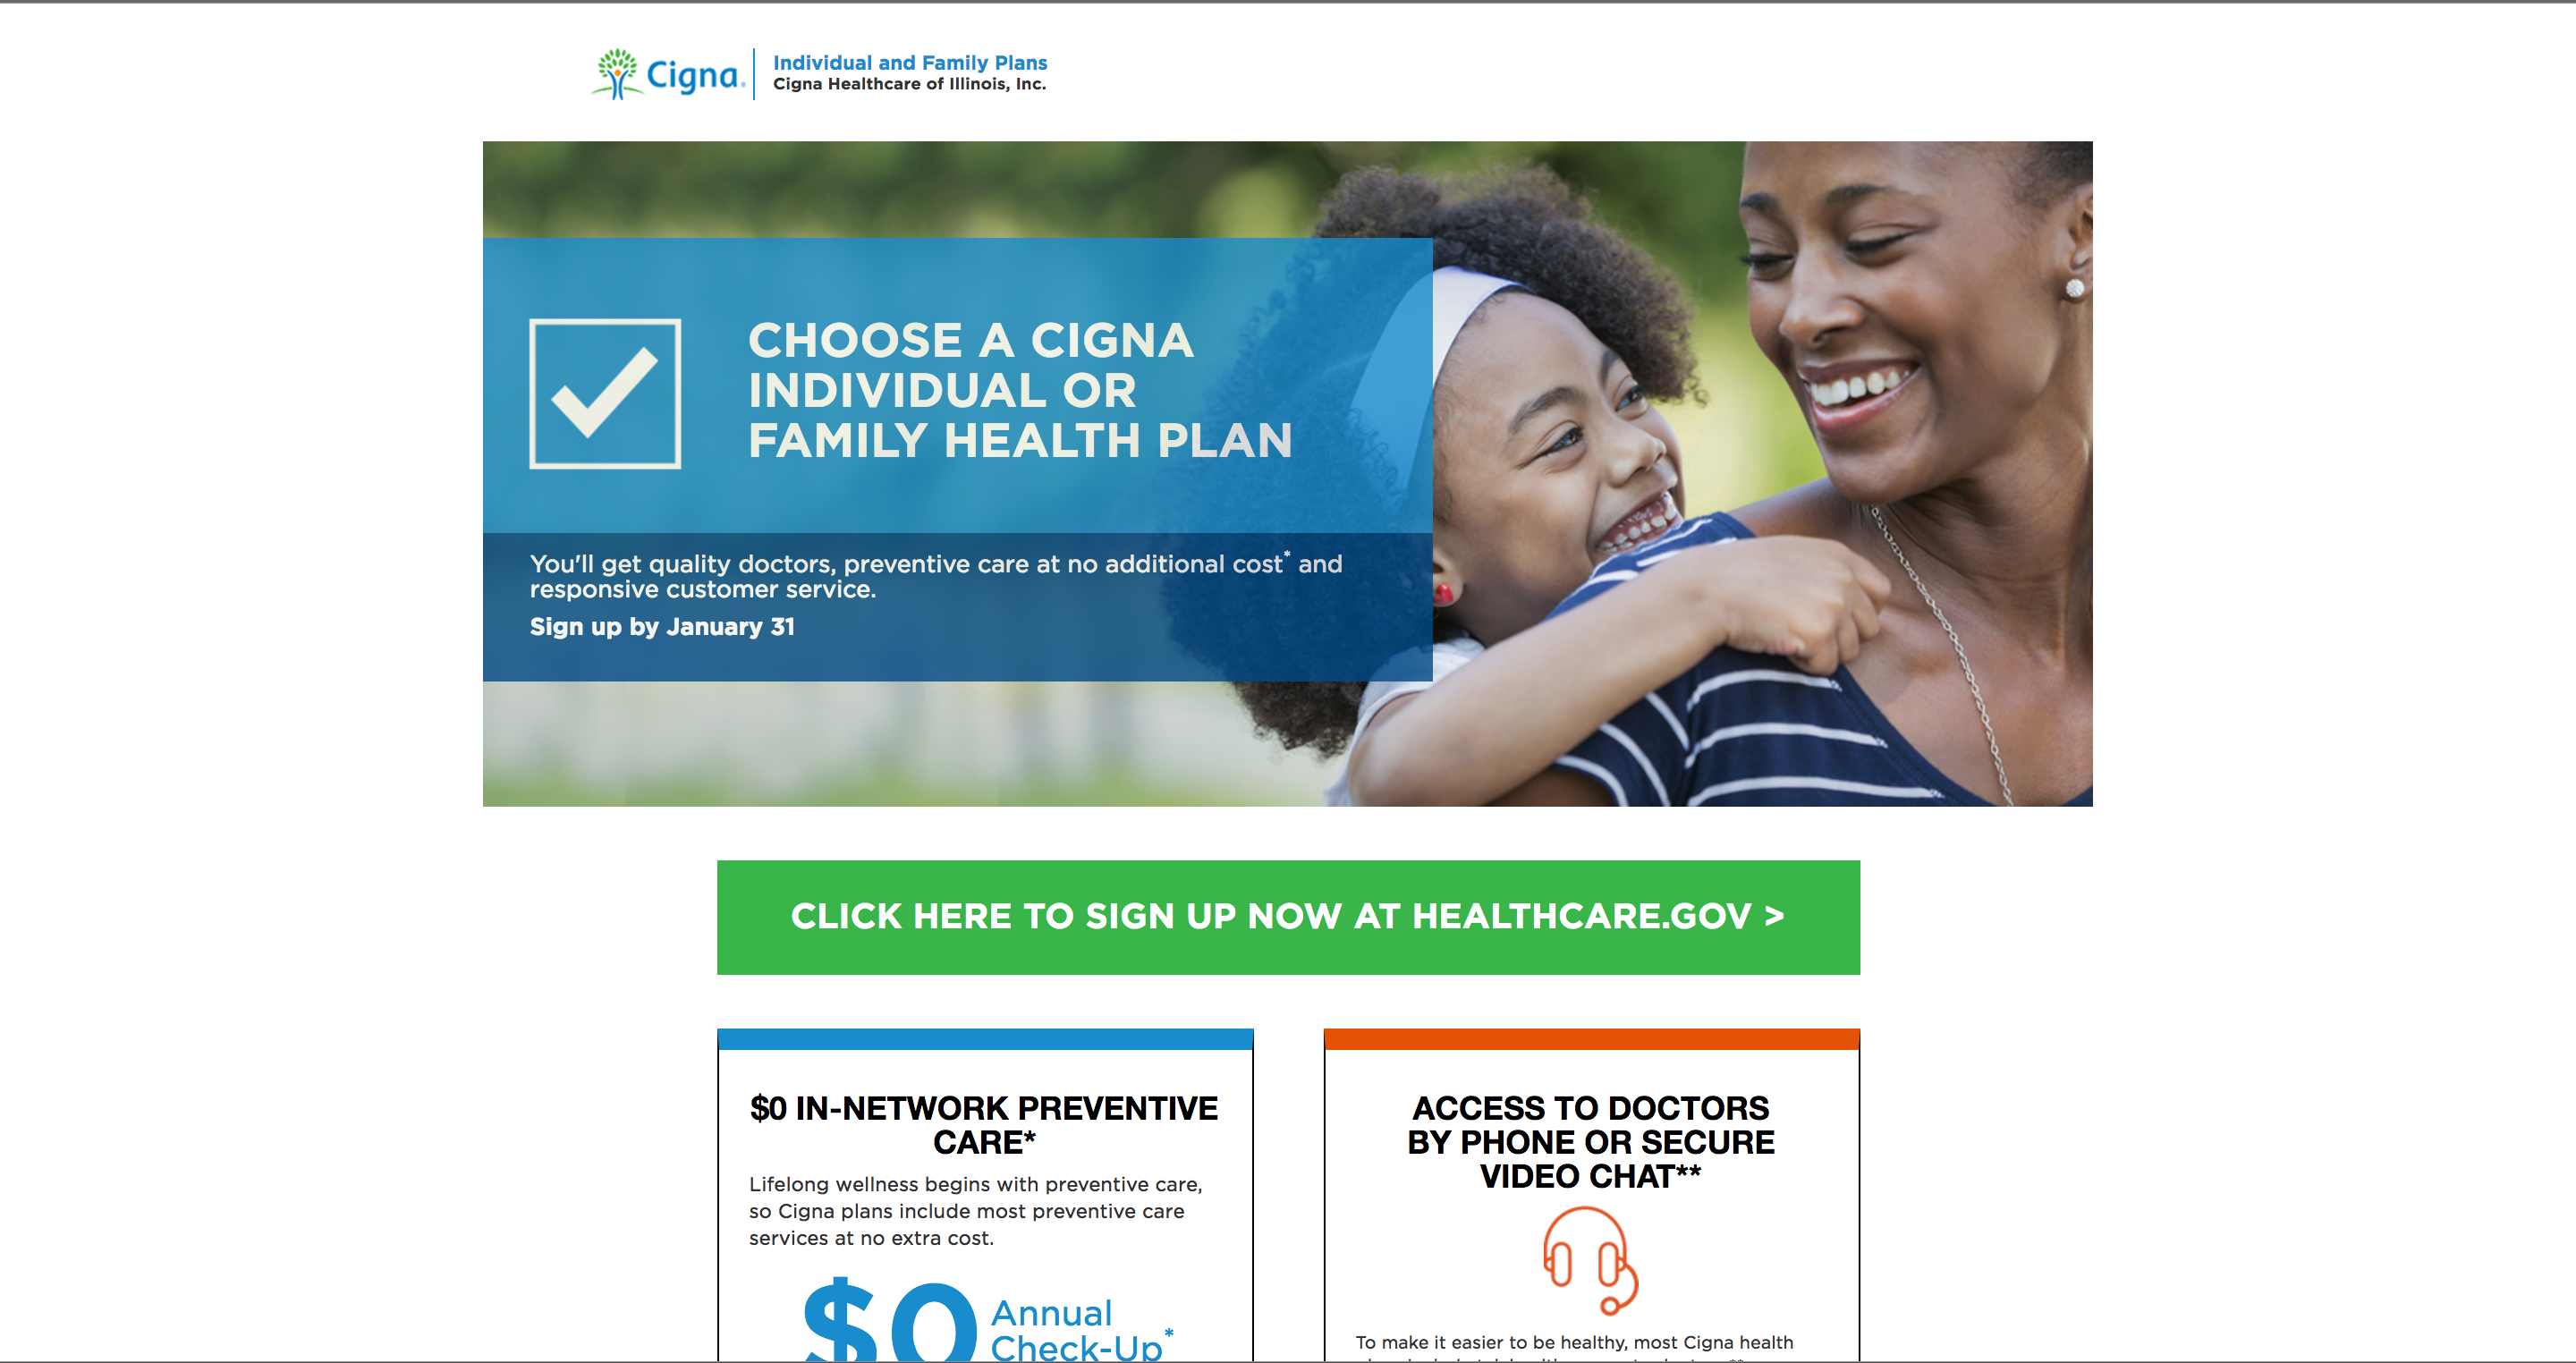 Cigna
Individual and Family Plans
Cigna Healthcare of Illinois, Inc.
CHOOSE A CIGNA
INDIVIDUAL OR
FAMILY HEALTH PLAN
You'll get quality doctors, preventive care at no additional cost* and
responsive customer service.
Sign up by January 31
CLICK HERE TO SIGN UP NOW AT HEALTHCARE.GOV >
$0 IN-NETWORK PREVENTIVE
CARE*
Lifelong wellness begins with preventive care,
so Cigna plans include most preventive care
services at no extra cost.
$0 Annual
Check-Up*
ACCESS TO DOCTORS
BY PHONE OR SECURE
VIDEO CHAT**
To make it easier to be healthy, most Cigna health